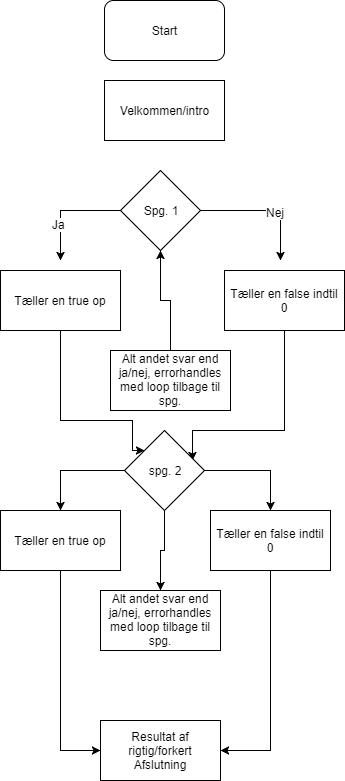 Start
Velkommen/intro
Spg. 1
Ja
Nej
Tæller en true op
Tæller en false indtil
0
Alt andet svar end
ja/nej, errorhandles
med loop tilbage til
spg.
spg. 2
Tæller en true op
Tæller en false indtil
0
Alt andet svar end
ja/nej, errorhandles
med loop tilbage til
spg.
Resultat af
rigtig/forkert
Afslutning